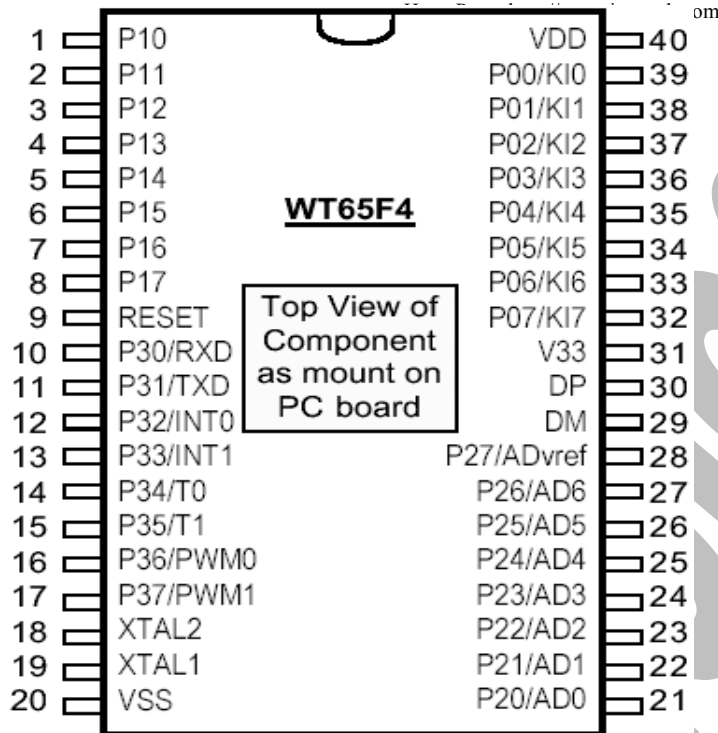 om
1 P10 VDD 40
2 P11 P00/KI0 39
3 P12 P01/KI1 38
4 P13 P02/KI2 37
5 P14 P03/KI3 36
6 P15 WT65F4 P04/KI4 35
7 P16 P05/KI5 34
8 P17 P06/KI6 33
9 RESET Top View of P07/KI7 32
10 P30/RXD Component V33 31
11 P31/TXD as mount on DP 30
12 P32/INT0 PC board DM 29
13 P33/INT1 P27/ADvref 28
14 P34/T0 P26/AD6 27
15 P35/T1 P25/AD5 26
16 P36/PWM0 P24/AD4 25
17 P37/PWM1 P23/AD3 24
18 XTAL2 P22/AD2 23
19 XTAL1 P21/AD1 22
20 VSS P20/AD0 21